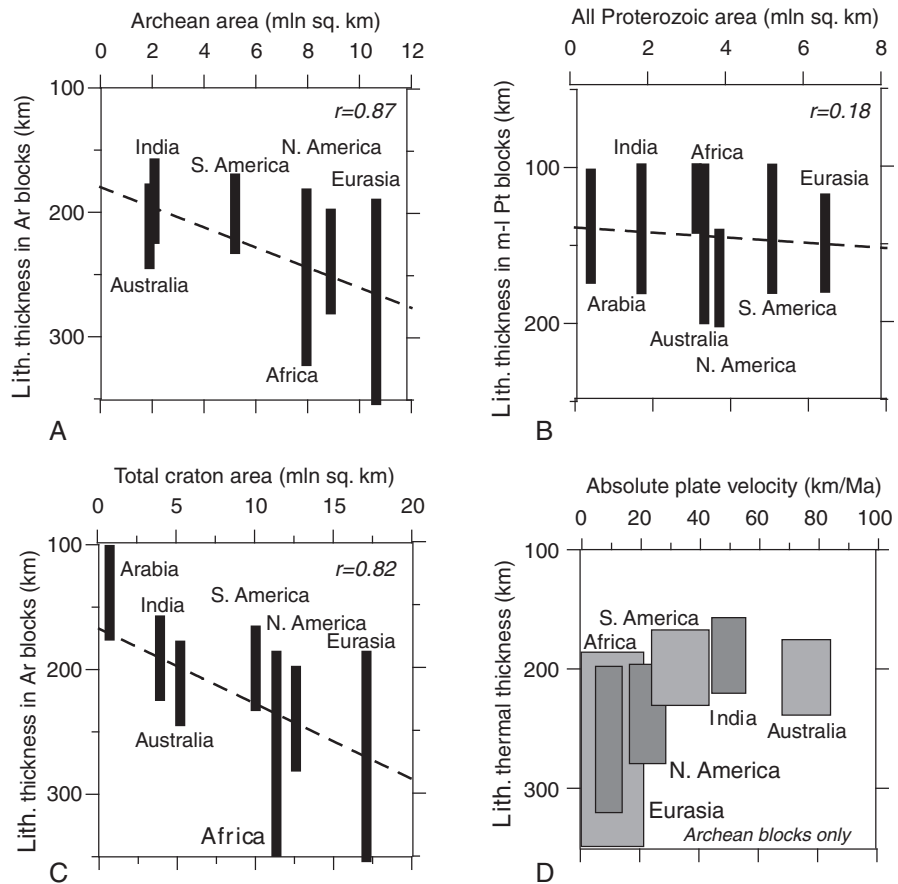 Archean area (mln sq. km)
0 2 4 6 8 10 12
Lith. thickness in Ar blocks (km)
100
200
300
r=0.87
India
S. America
N. America
Eurasia
Australia
Africa
A
All Proterozoic area (mln sq. km)
0 2 4 6 8
Lith. thickness in m-l Pt blocks (km)
100
200
r=0.18
India
Africa
Eurasia
Arabia
S. America
Australia
N. America
B
Total craton area (mln sq. km)
0 5 10 15 20
Lith. thickness in Ar blocks (km)
100
200
300
r=0.82
Arabia
India
S. America
N. America
Eurasia
Australia
Africa
C
Absolute plate velocity (km/Ma)
0 20 40 60 80 100
Lith. thermal thickness (km)
100
200
300
S. America
Africa
India
Australia
N. America
Eurasia
Archean blocks only
D